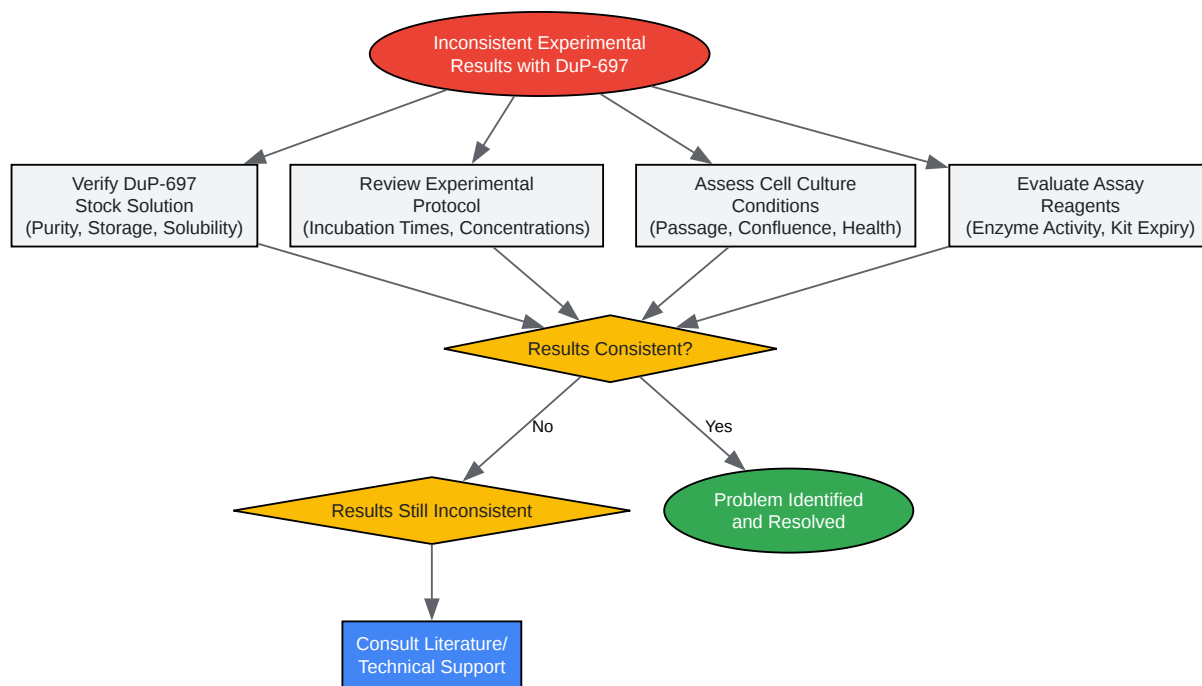 Inconsistent Experimental
Results with DuP-697
Verify DuP-697
Stock Solution
(Purity, Storage, Solubility)
Review Experimental
Protocol
(Incubation Times, Concentrations)
Assess Cell Culture
Conditions
(Passage, Confluence, Health)
Evaluate Assay
Reagents
(Enzyme Activity, Kit Expiry)
Results Consistent?
No
Yes
Results Still Inconsistent
Problem Identified
and Resolved
Consult Literature/
Technical Support